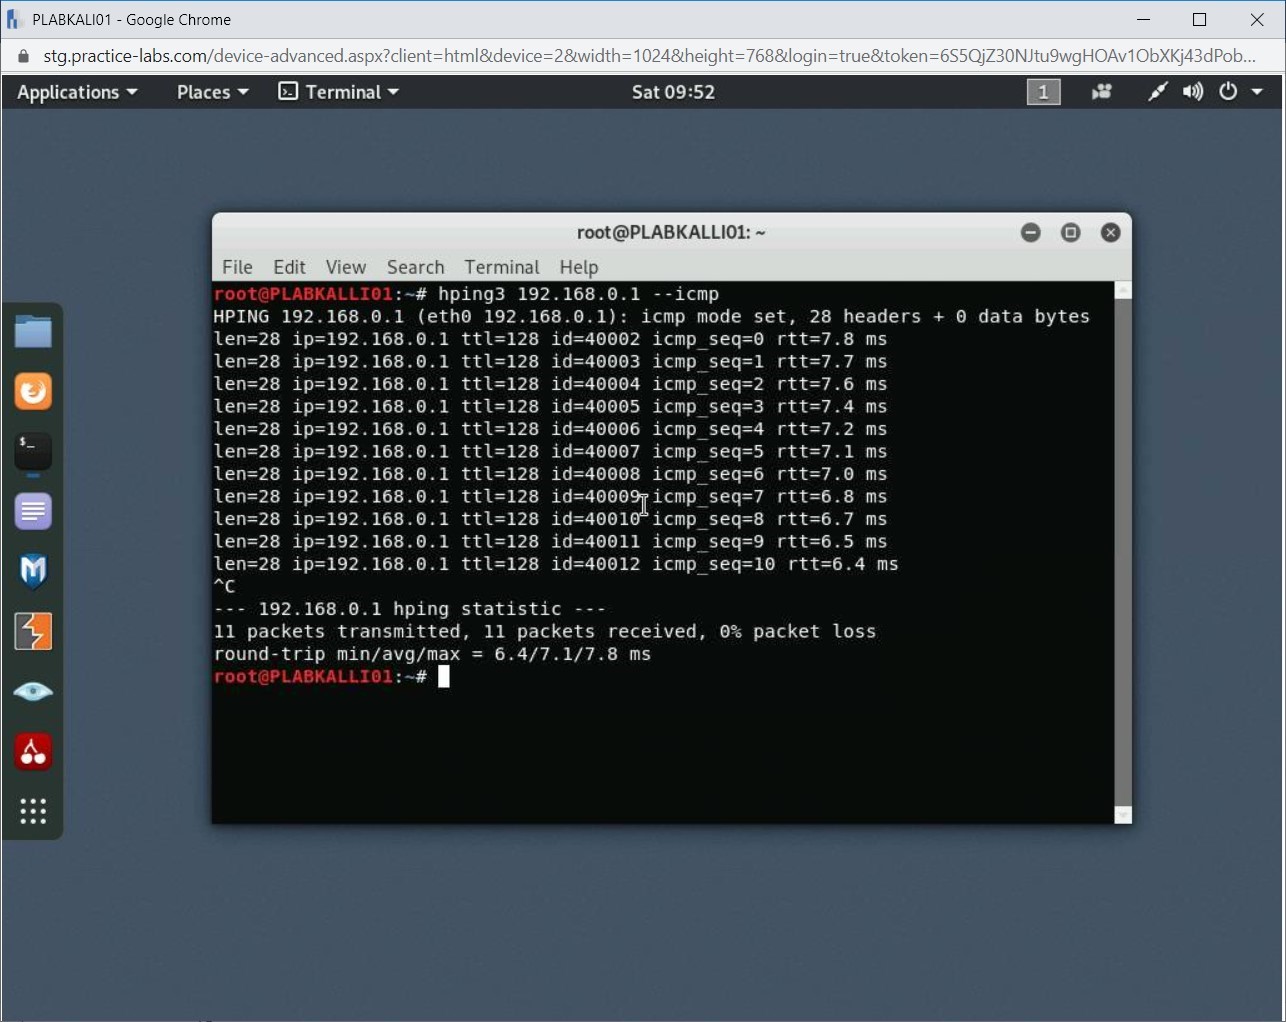 PLABKALI01 - Google Chrome
stg.practice-labs.com/device-advanced.aspx?client=html&device=2&width=1024&height=768&login=true&token=6S5QjZ30NJtu9wgHOAv1ObXKj43dPob...
Applications Places Terminal Sat 09:52 1
root@PLABKALLI01: ~
File Edit View Search Terminal Help
root@PLABKALLI01:~# hping3 192.168.0.1 --icmp
HPING 192.168.0.1 (eth0 192.168.0.1): icmp mode set, 28 headers + 0 data bytes
len=28 ip=192.168.0.1 ttl=128 id=40002 icmp_seq=0 rtt=7.8 ms
len=28 ip=192.168.0.1 ttl=128 id=40003 icmp_seq=1 rtt=7.7 ms
len=28 ip=192.168.0.1 ttl=128 id=40004 icmp_seq=2 rtt=7.6 ms
len=28 ip=192.168.0.1 ttl=128 id=40005 icmp_seq=3 rtt=7.4 ms
len=28 ip=192.168.0.1 ttl=128 id=40006 icmp_seq=4 rtt=7.2 ms
len=28 ip=192.168.0.1 ttl=128 id=40007 icmp_seq=5 rtt=7.1 ms
len=28 ip=192.168.0.1 ttl=128 id=40008 icmp_seq=6 rtt=7.0 ms
len=28 ip=192.168.0.1 ttl=128 id=40009 icmp_seq=7 rtt=6.8 ms
len=28 ip=192.168.0.1 ttl=128 id=40010 icmp_seq=8 rtt=6.7 ms
len=28 ip=192.168.0.1 ttl=128 id=40011 icmp_seq=9 rtt=6.5 ms
len=28 ip=192.168.0.1 ttl=128 id=40012 icmp_seq=10 rtt=6.4 ms
^C
--- 192.168.0.1 hping statistic ---
11 packets transmitted, 11 packets received, 0% packet loss
round-trip min/avg/max = 6.4/7.1/7.8 ms
root@PLABKALLI01:~#